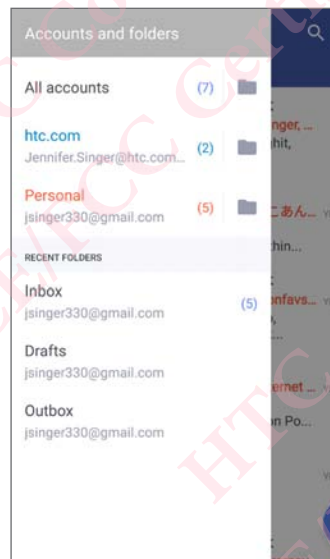 Accounts and folders
All accounts (7)
htc.com
Jennifer.Singer@htc.com... (2)
Personal
jsinger330@gmail.com (5)
RECENT FOLDERS
Inbox
jsinger330@gmail.com (5)
Drafts
jsinger330@gmail.com
Outbox
jsinger330@gmail.com